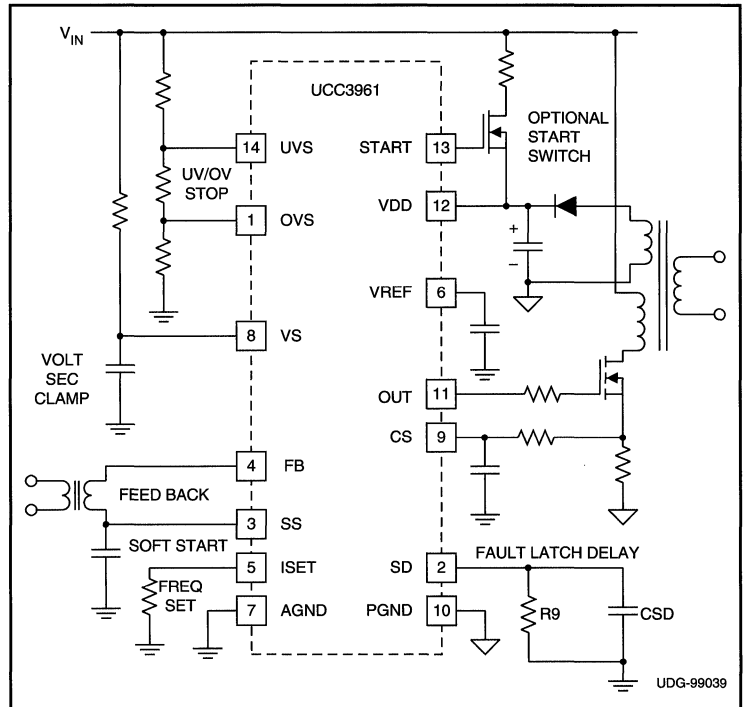 VIN
UCC3961
14 UVS
START 13
OPTIONAL
START
SWITCH
UV/OV
STOP
1 OVS
VDD 12
+
–
VREF 6
8 VS
VOLT
SEC
CLAMP
OUT 11
CS 9
4 FB
FEED BACK
3 SS
SOFT START
FAULT LATCH DELAY
5 ISET
SD 2
FREQ
SET
7 AGND
PGND 10
R9
CSD
UDG-99039